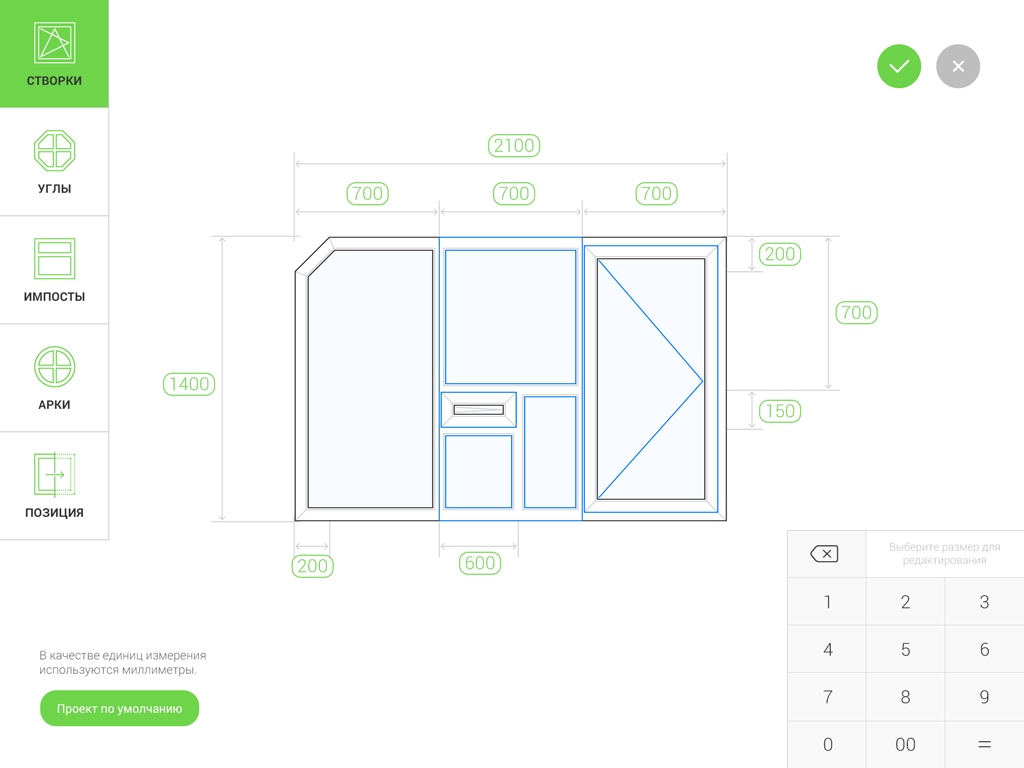 СТВОРКИ
УГЛЫ
ИМПОСТЫ
АРКИ
ПОЗИЦИЯ
2100
700
700
700
200
700
1400
150
200
600
В качестве единиц измерения
используются миллиметры.
Проект по умолчанию
Выберите размер для
редактирования
1 2 3
4 5 6
7 8 9
0 00 =